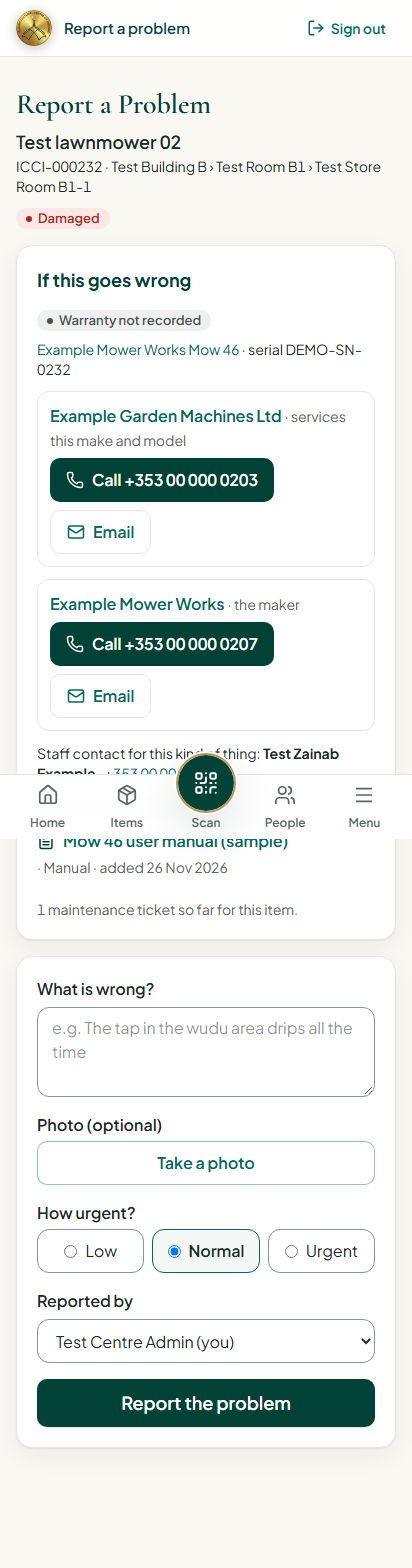 Report a problem
Sign out
Report a Problem
Test lawnmower 02
ICCI-000232 · Test Building B › Test Room B1 › Test Store
Room B1-1
Damaged
If this goes wrong
Warranty not recorded
Example Mower Works Mow 46 · serial DEMO-SN-
0232
Example Garden Machines Ltd · services
this make and model
Call +353 00 000 0203
Email
Example Mower Works · the maker
Call +353 00 000 0207
Email
Staff contact for this kind of thing: Test Zainab
Example
Home
Items
Scan
People
Menu
Mow 46 user manual (sample)
· Manual · added 26 Nov 2026
1 maintenance ticket so far for this item.
What is wrong?
e.g. The tap in the wudu area drips all the
time
Photo (optional)
Take a photo
How urgent?
Low
Normal
Urgent
Reported by
Test Centre Admin (you)
Report the problem